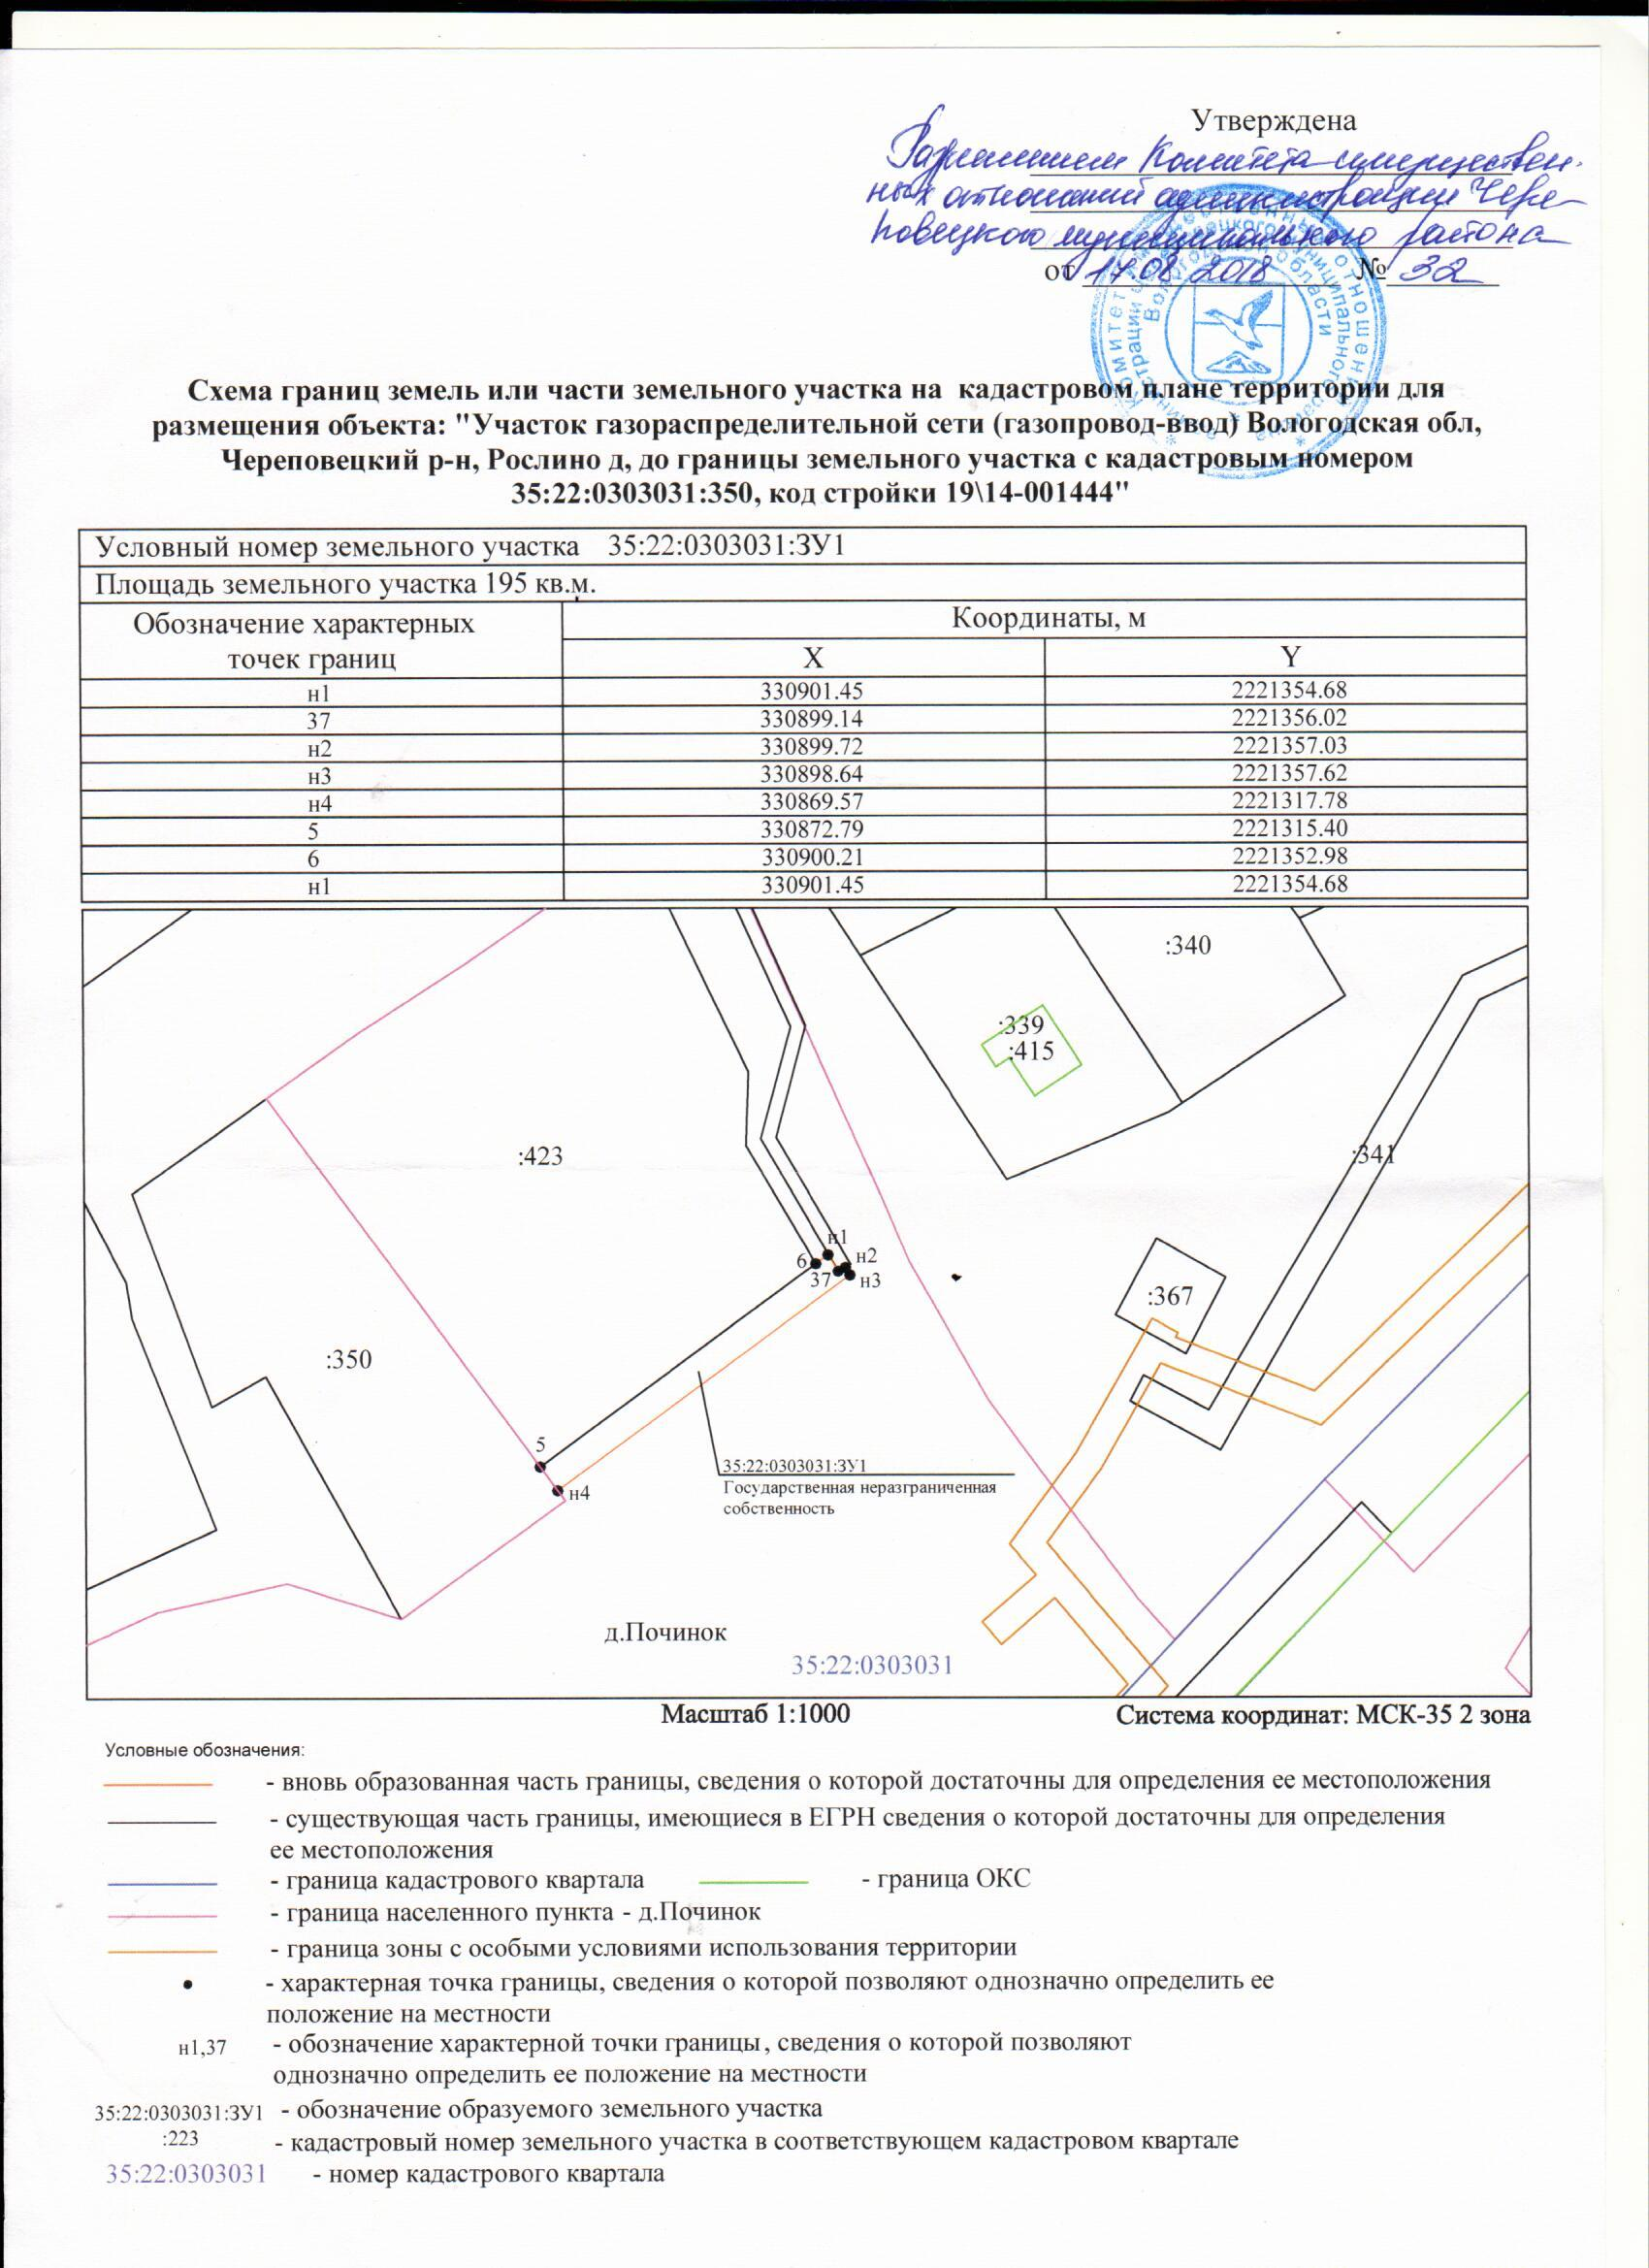 Утверждена
Разрешением Комитета имуществен-
ных отношений администрации Чере-
повецкого муниципального района
от 17.08.2018 № 32
Схема границ земель или части земельного участка на кадастровом плане территории для
размещения объекта: "Участок газораспределительной сети (газопровод-ввод) Вологодская обл,
Череповецкий р-н, Рослино д, до границы земельного участка с кадастровым номером
35:22:0303031:350, код стройки 19\14-001444"
Условный номер земельного участка 35:22:0303031:ЗУ1
Площадь земельного участка 195 кв.м.
Обозначение характерных
точек границ
Координаты, м
X Y
н1 330901.45 2221354.68
37 330899.14 2221356.02
н2 330899.72 2221357.03
н3 330898.64 2221357.62
н4 330869.57 2221317.78
5 330872.79 2221315.40
6 330900.21 2221352.98
н1 330901.45 2221354.68
:340
:339
:415
:423
:341
н1
6 н2
37 н3
:367
:350
5
н4
35:22:0303031:ЗУ1
Государственная неразграниченная
собственность
д.Починок
35:22:0303031
Масштаб 1:1000
Система координат: МСК-35 2 зона
Условные обозначения:
- вновь образованная часть границы, сведения о которой достаточны для определения ее местоположения
- существующая часть границы, имеющиеся в ЕГРН сведения о которой достаточны для определения
ее местоположения
- граница кадастрового квартала - граница ОКС
- граница населенного пункта - д.Починок
- граница зоны с особыми условиями использования территории
- характерная точка границы, сведения о которой позволяют однозначно определить ее
положение на местности
н1,37 - обозначение характерной точки границы, сведения о которой позволяют
однозначно определить ее положение на местности
35:22:0303031:ЗУ1 - обозначение образуемого земельного участка
:223 - кадастровый номер земельного участка в соответствующем кадастровом квартале
35:22:0303031 - номер кадастрового квартала